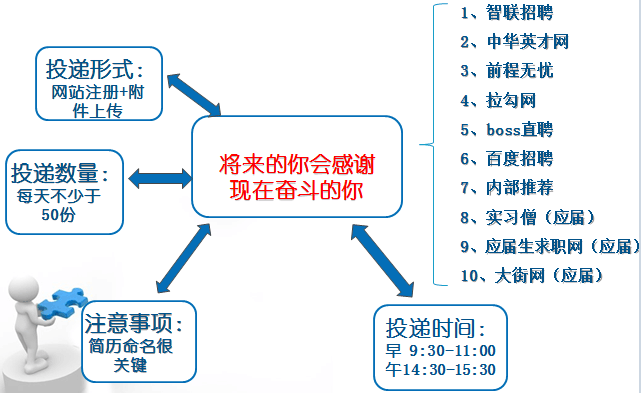 投递形式：
网站注册+附
件上传
投递数量：
每天不少于
50份
注意事项：
简历命名很
关键
将来的你会感谢
现在奋斗的你
投递时间：
早 9:30-11:00
午14:30-15:30
1、智联招聘
2、中华英才网
3、前程无忧
4、拉勾网
5、boss直聘
6、百度招聘
7、内部推荐
8、实习僧（应届）
9、应届生求职网（应届）
10、大街网（应届）